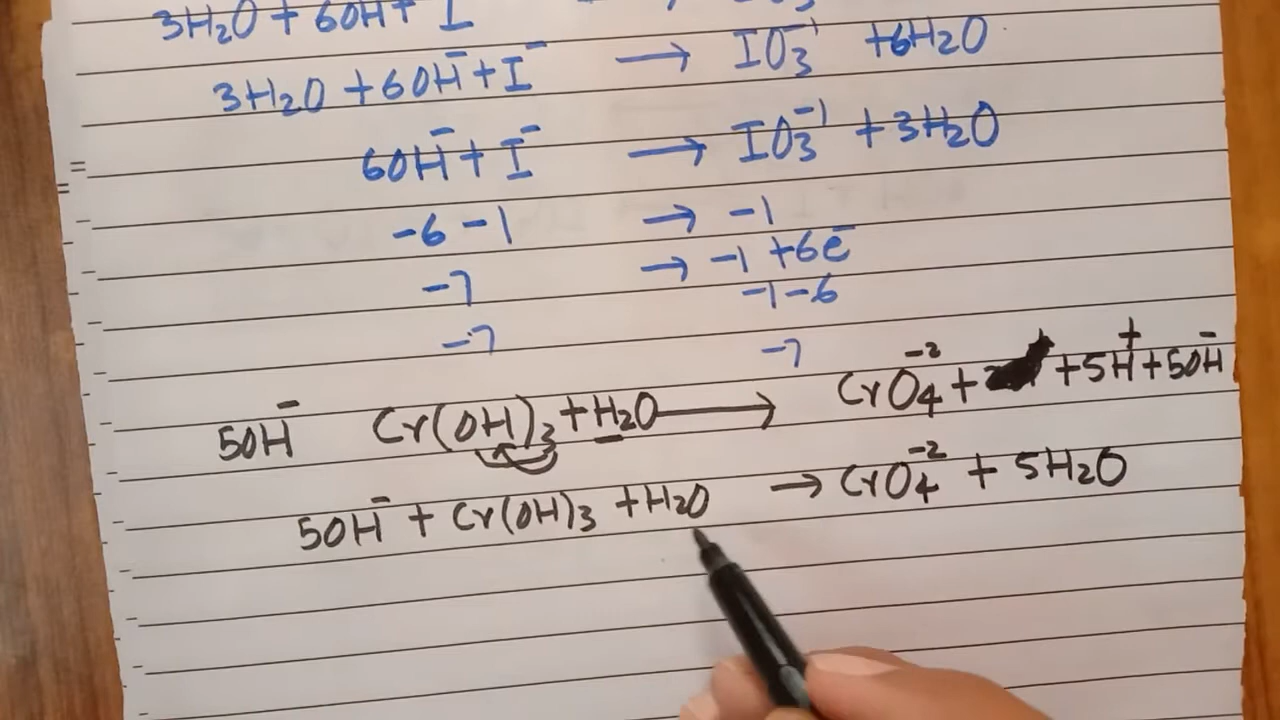 3H₂O + 6OH + I
3H₂O + 6OH⁻ + I⁻ → IO₃⁻¹ + 6H₂O
6OH⁻ + I⁻ → IO₃⁻¹ + 3H₂O
-6 -1 → -1
-7 → -1 + 6e⁻
-1 -6
-7 -7
5OH⁻ Cr(OH)₃ + H₂O → CrO₄⁻² + + 5H⁺ + 5OH⁻
5OH⁻ + Cr(OH)₃ + H₂O → CrO₄⁻² + 5H₂O